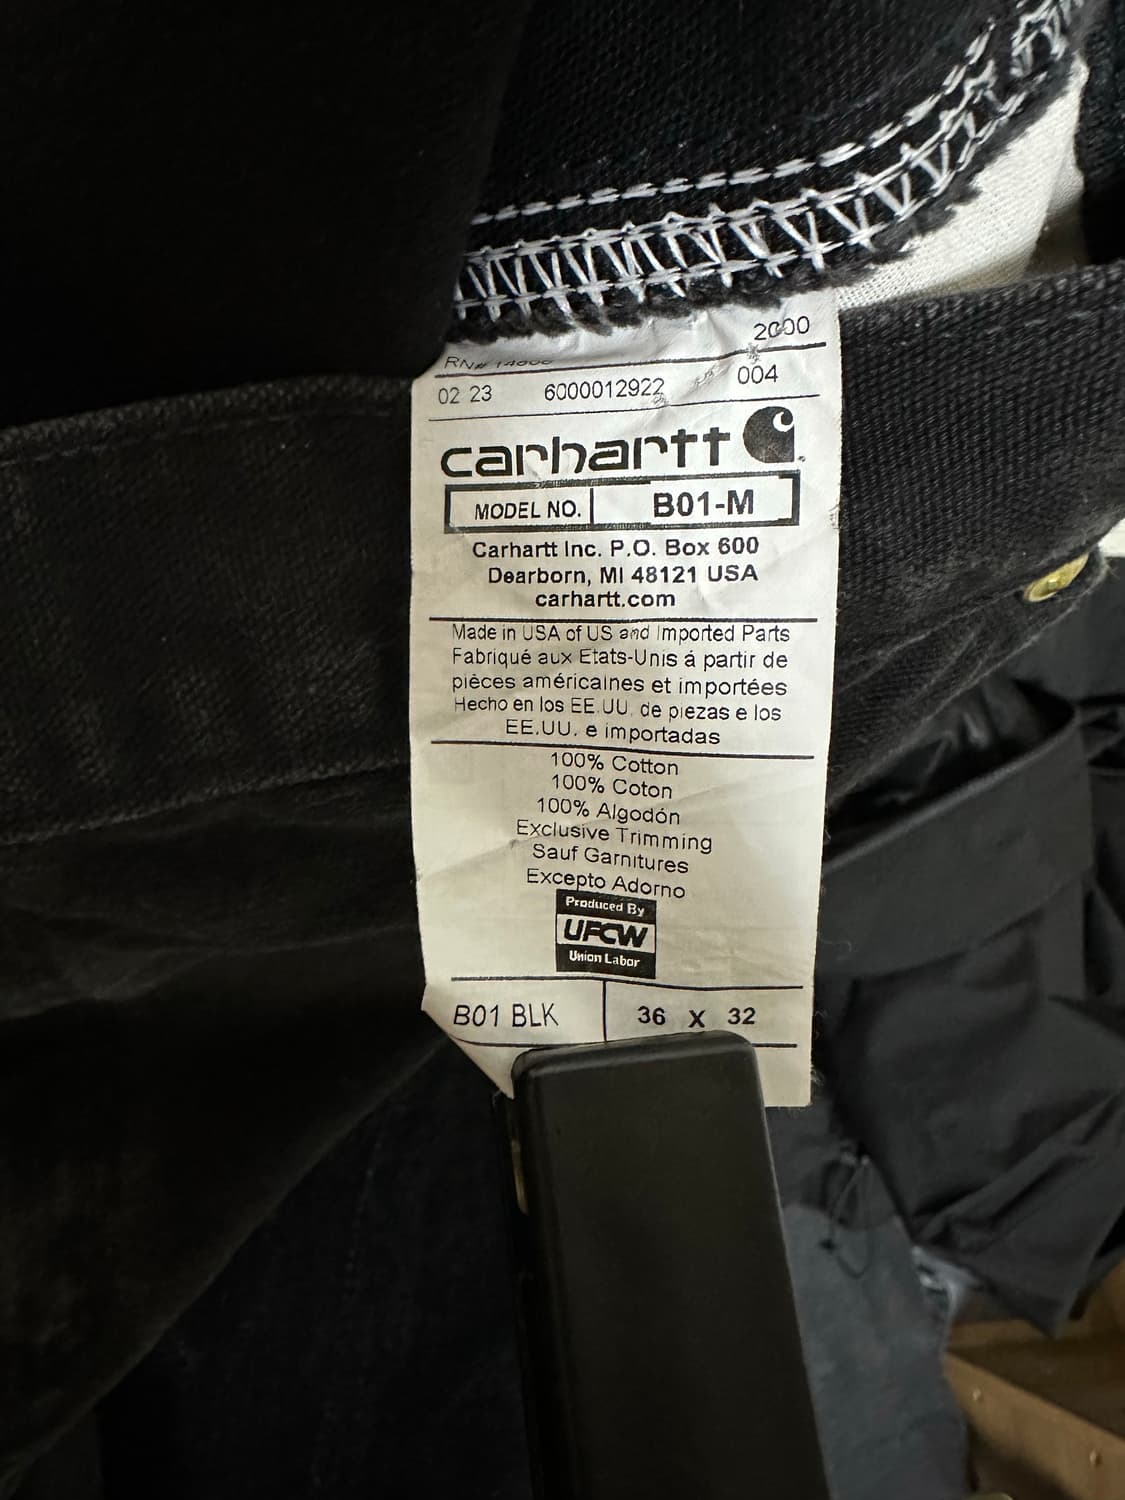 2000
RN# 14806
02 23 6000012922 004
carhartt
MODEL NO. B01-M
Carhartt Inc. P.O. Box 600
Dearborn, MI 48121 USA
carhartt.com
Made in USA of US and Imported Parts
Fabriqué aux Etats-Unis á partir de
pièces américaines et importées
Hecho en los EE.UU. de piezas e los
EE.UU. e importadas
100% Cotton
100% Coton
100% Algodón
Exclusive Trimming
Sauf Garnitures
Excepto Adorno
Produced By
UFCW
Union Labor
B01 BLK 36 X 32